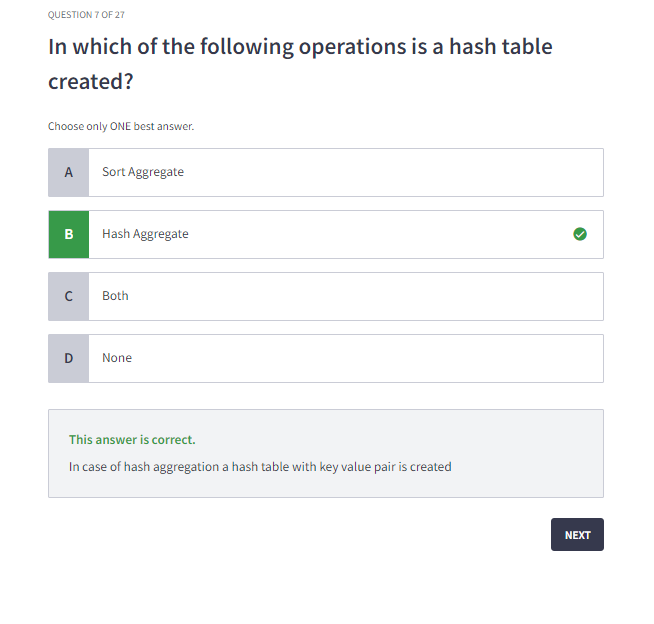 QUESTION 7 OF 27
In which of the following operations is a hash table
created?
Choose only ONE best answer.
A Sort Aggregate
B Hash Aggregate
C Both
D None
This answer is correct.
In case of hash aggregation a hash table with key value pair is created
NEXT